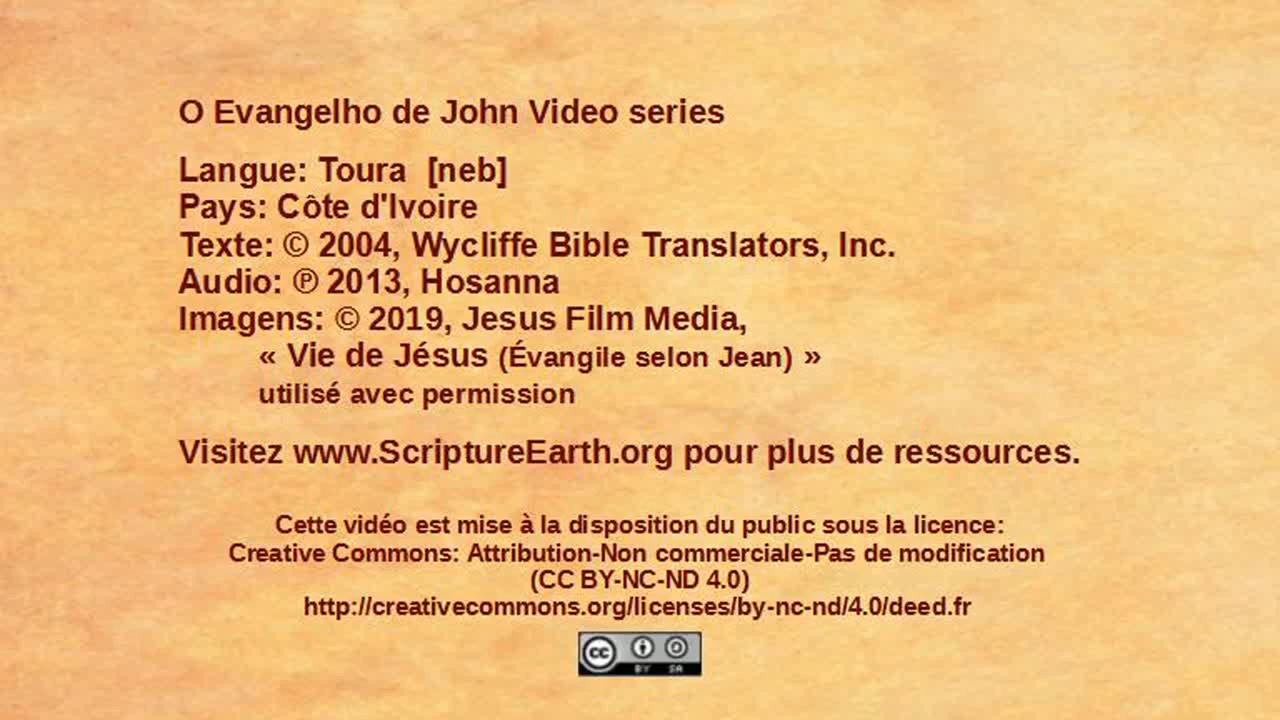 O Evangelho de John Video series
Langue: Toura [neb]
Pays: Côte d'Ivoire
Texte: © 2004, Wycliffe Bible Translators, Inc.
Audio: ℗ 2013, Hosanna
Imagens: © 2019, Jesus Film Media,
« Vie de Jésus (Évangile selon Jean) »
utilisé avec permission
Visitez www.ScriptureEarth.org pour plus de ressources.
Cette vidéo est mise à la disposition du public sous la licence:
Creative Commons: Attribution-Non commerciale-Pas de modification
(CC BY-NC-ND 4.0)
http://creativecommons.org/licenses/by-nc-nd/4.0/deed.fr
cc BY SA